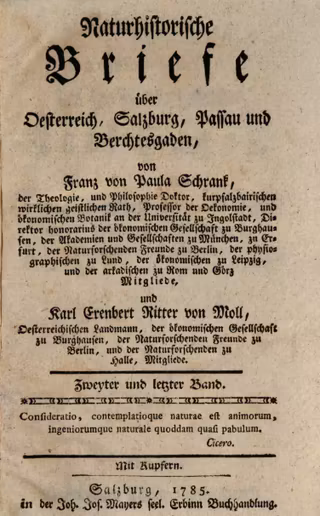 Naturhistorische
Briefe
über
Oesterreich, Salzburg, Passau und
Berchtesgaden,
von
Franz von Paula Schrank,
der Theologie, und Philosophie Doktor, kurpfalzbairischen
wirklichen geistlichen Rath, Professor der Oekonomie, und
ökonomischen Botanik an der Universität zu Ingolstadt, Di=
rektor honorarius der ökonomischen Gesellschaft zu Burghau=
sen, der Akademien und Gesellschaften zu München, zu Er=
furt, der Naturforschenden Freunde zu Berlin, der physio=
graphischen zu Lund, der ökonomischen zu Leipzig,
und der arkadischen zu Rom und Görz
Mitgliede,
und
Karl Erenbert Ritter von Moll,
Oesterreichischen Landmann, der ökonomischen Gesellschaft
zu Burghausen, der Naturforschenden Freunde zu
Berlin, und der Naturforschenden zu
Halle, Mitgliede.
Zweyter und letzter Band.
Consideratio, contemplatioque naturae est animorum,
ingeniorumque naturale quoddam quasi pabulum.
Cicero.
Mit Kupfern.
Salzburg, 1785.
in der Joh. Jos. Mayers seel. Erbinn Buchhandlung.